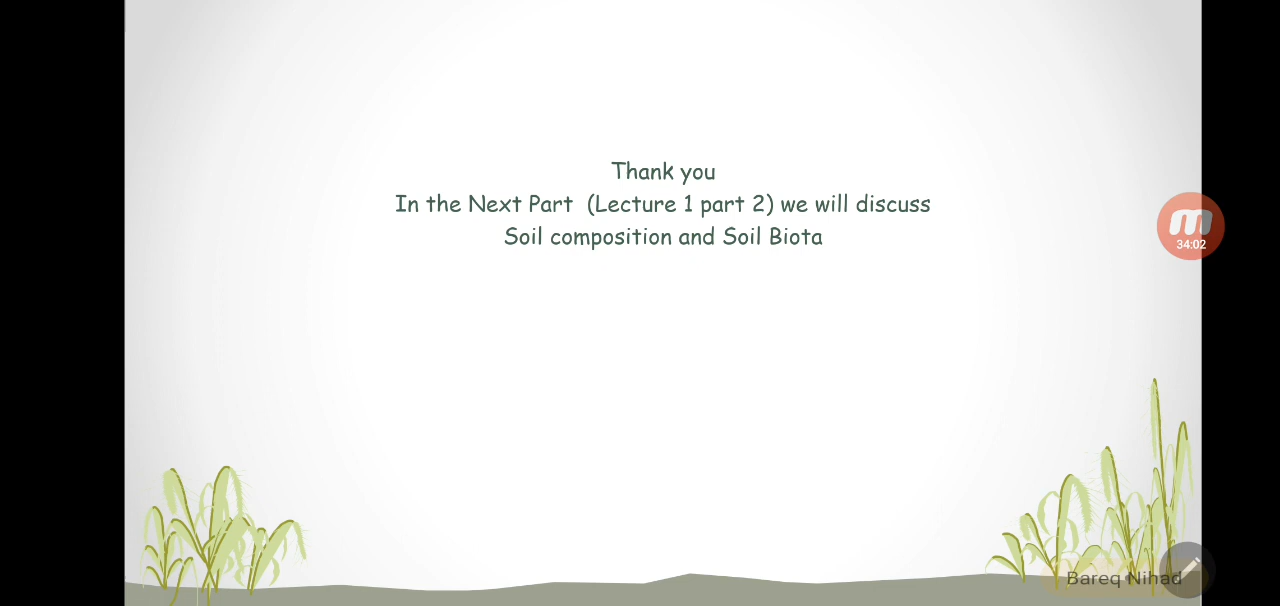 Thank you
In the Next Part (Lecture 1 part 2) we will discuss
Soil composition and Soil Biota
34:02
Bareq Nihad